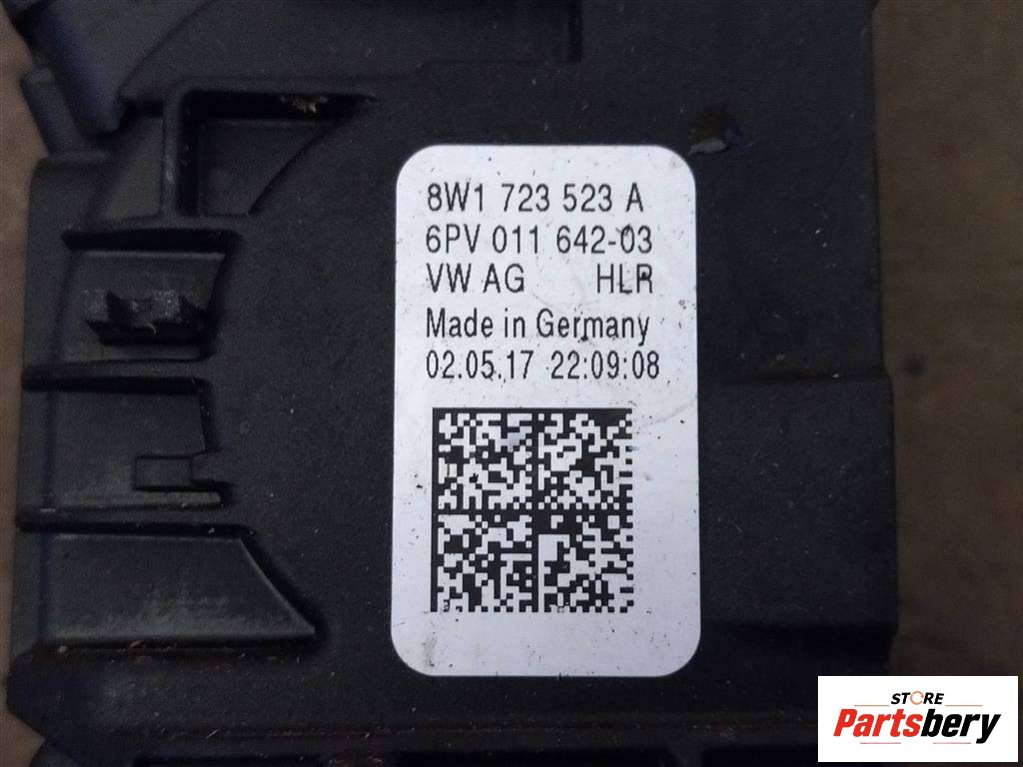 8W1 723 523 A
6PV 011 642-03
VW AG HLR
Made in Germany
02.05.17 22:09:08
STORE
Partsbery